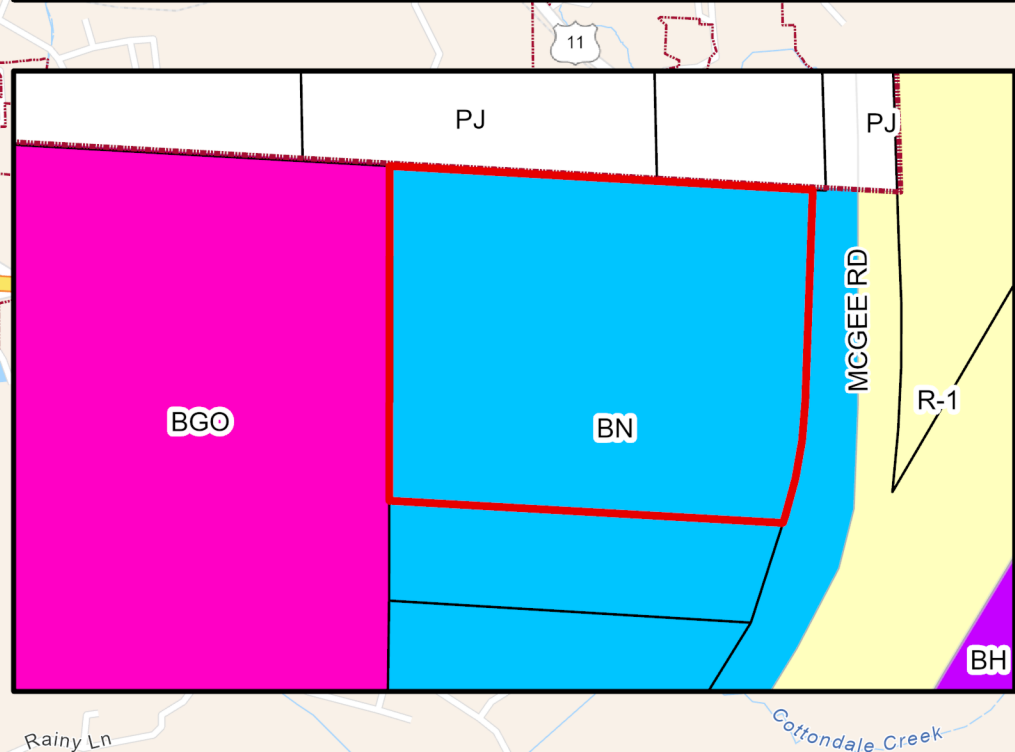 11
PJ
PJ
MCGEE RD
R-1
BGO
BN
BH
Rainy Ln
Cottondale Creek